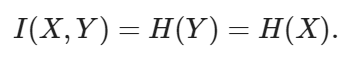 I(X, Y) = H(Y) = H(X).